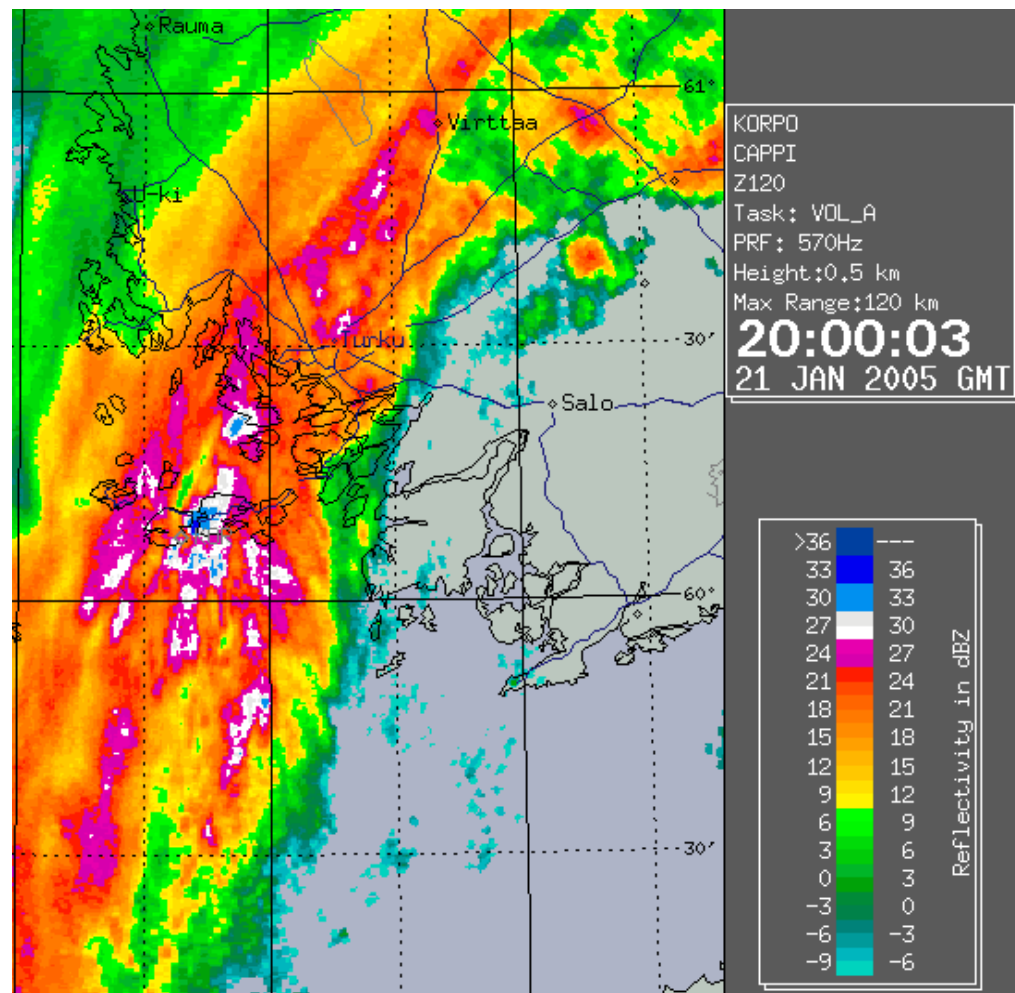 Rauma
61°
Virttaa
U-ki
Turku
30'
Salo
60°
30'
KORPO
CAPPI
Z120
Task: VOL_A
PRF: 570Hz
Height:0.5 km
Max Range:120 km
20:00:03
21 JAN 2005 GMT
>36 ---
33 36
30 33
27 30
24 27
21 24
18 21
15 18
12 15
9 12
6 9
3 6
0 3
-3 0
-6 -3
-9 -6
Reflectivity in dBZ